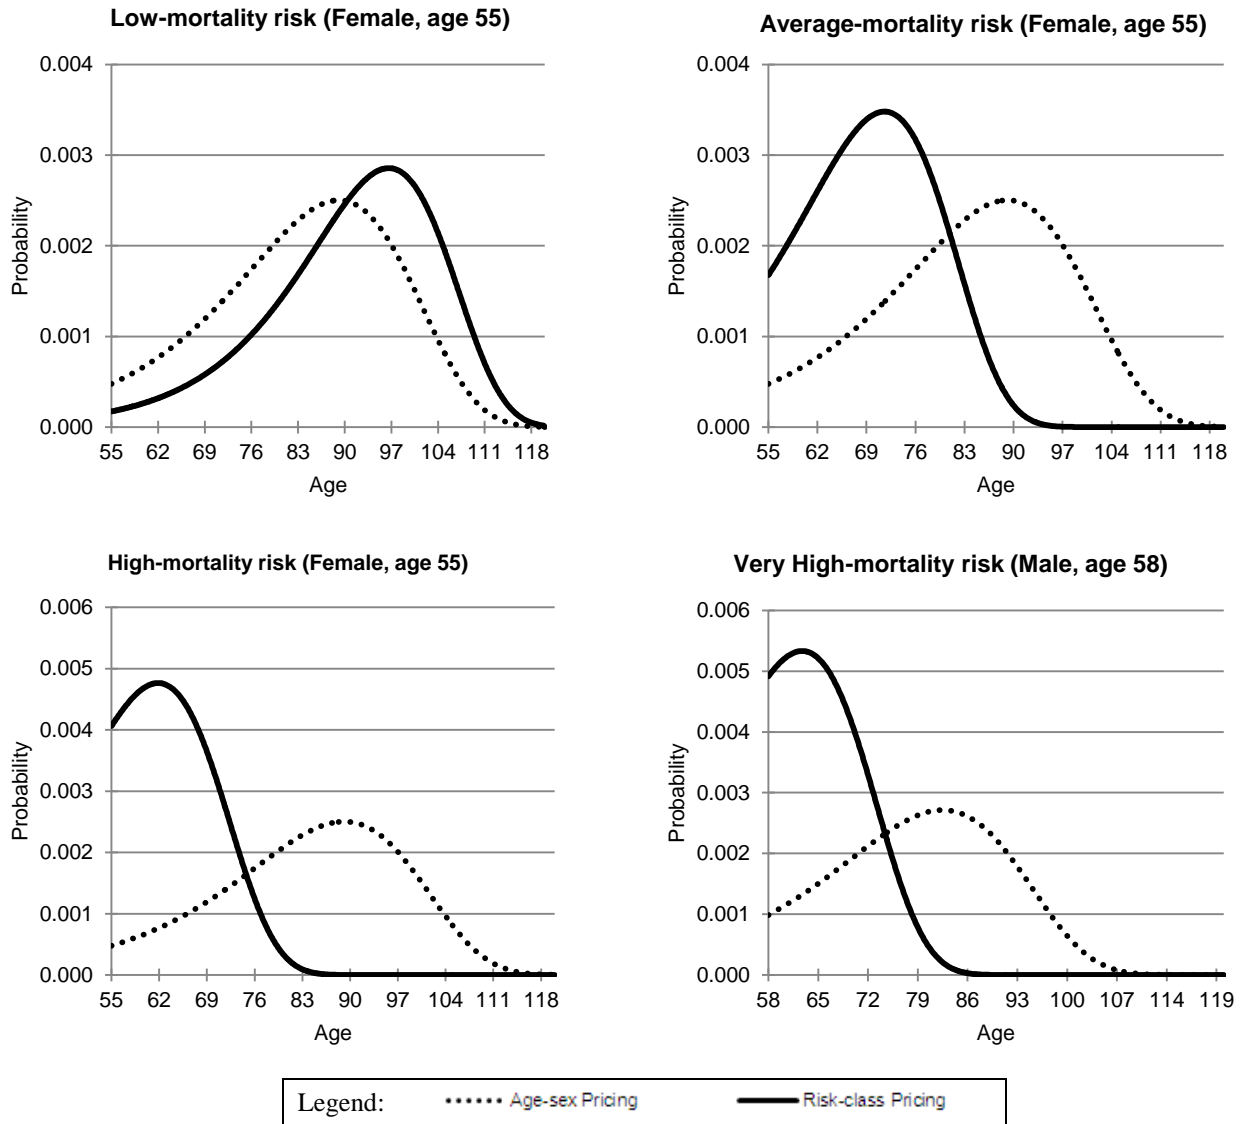 Low-mortality risk (Female, age 55)
0.004
0.003
0.002
0.001
0.000
Probability
55 62 69 76 83 90 97 104 111 118
Age
Average-mortality risk (Female, age 55)
0.004
0.003
0.002
0.001
0.000
Probability
55 62 69 76 83 90 97 104 111 118
Age
High-mortality risk (Female, age 55)
0.006
0.005
0.004
0.003
0.002
0.001
0.000
Probability
55 62 69 76 83 90 97 104 111 118
Age
Very High-mortality risk (Male, age 58)
0.006
0.005
0.004
0.003
0.002
0.001
0.000
Probability
58 65 72 79 86 93 100 107 114 119
Age
Legend: Age-sex Pricing Risk-class Pricing